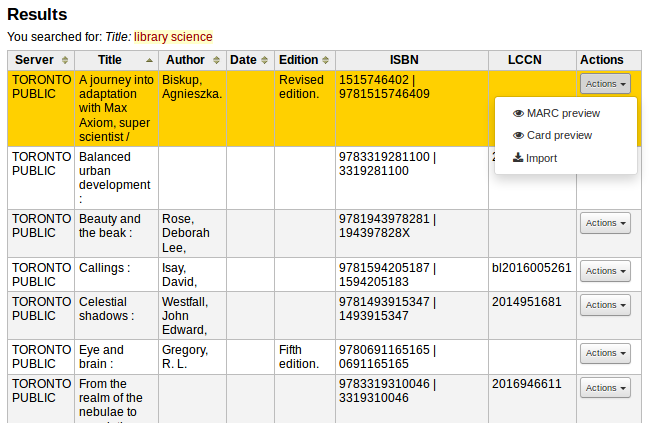 Results
You searched for: Title: library science
Server Title Author Date Edition ISBN LCCN Actions
TORONTO A journey into Biskup, Revised 1515746402 | Actions
PUBLIC adaptation Agnieszka. edition. 9781515746409
with Max
Axiom, super
scientist /
MARC preview
Card preview
Import
TORONTO Balanced 9783319281100 |
PUBLIC urban 3319281100
development
:
TORONTO Beauty and Rose, 9781943978281 | Actions
PUBLIC the beak : Deborah 194397828X
Lee,
TORONTO Callings : Isay, 9781594205187 | bl2016005261 Actions
PUBLIC David, 1594205183
TORONTO Celestial Westfall, 9781493915347 | 2014951681 Actions
PUBLIC shadows : John 1493915347
Edward,
TORONTO Eye and Gregory, Fifth 9780691165165 | Actions
PUBLIC brain : R. L. edition. 0691165165
TORONTO From the 9783319310046 | 2016946611 Actions
PUBLIC realm of the 3319310046
nebulae to